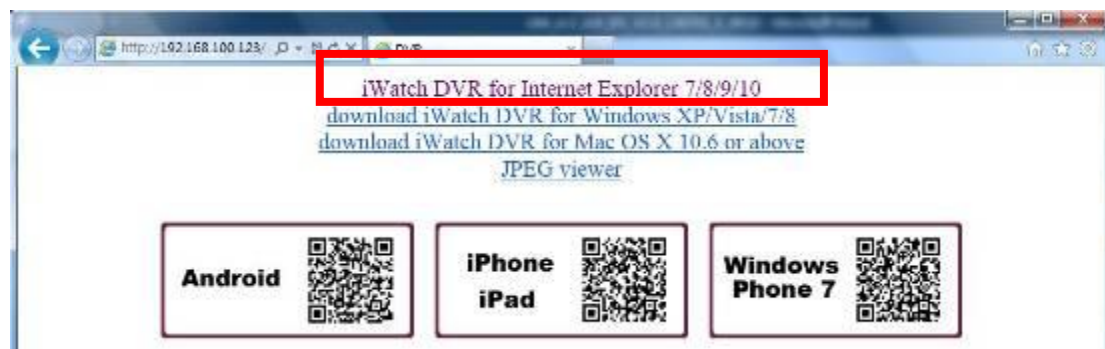 http://192.168.100.123/
DVR
iWatch DVR for Internet Explorer 7/8/9/10
download iWatch DVR for Windows XP/Vista/7/8
download iWatch DVR for Mac OS X 10.6 or above
JPEG viewer
Android
iPhone
iPad
Windows
Phone 7